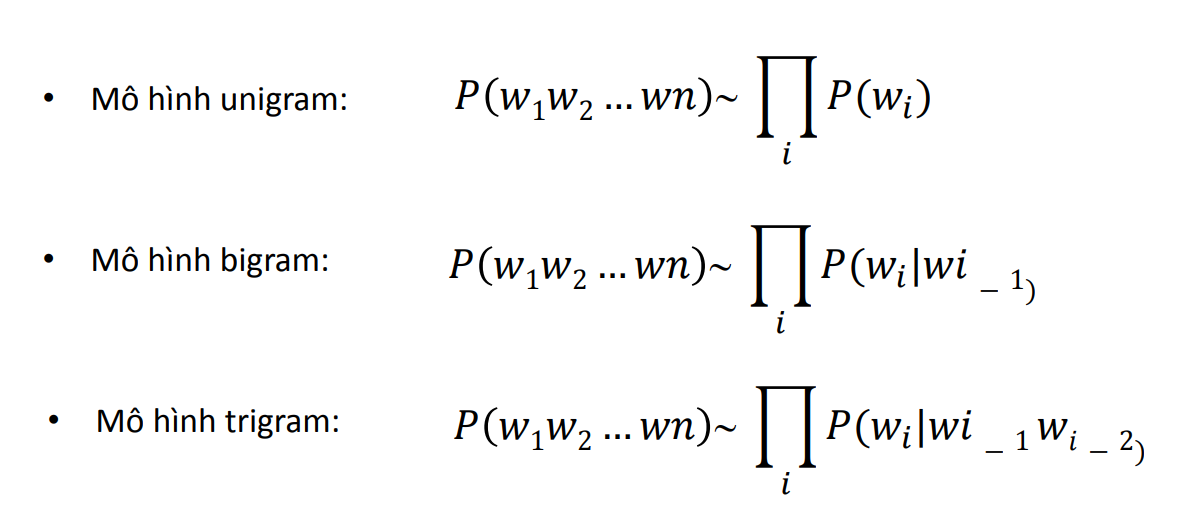 • Mô hình unigram: P(w₁w₂ … wn)~ ∏ᵢ P(wᵢ)
• Mô hình bigram: P(w₁w₂ … wn)~ ∏ᵢ P(wᵢ|wi ₋ ₁₎
• Mô hình trigram: P(w₁w₂ … wn)~ ∏ᵢ P(wᵢ|wi ₋ ₁ wᵢ ₋ ₂₎